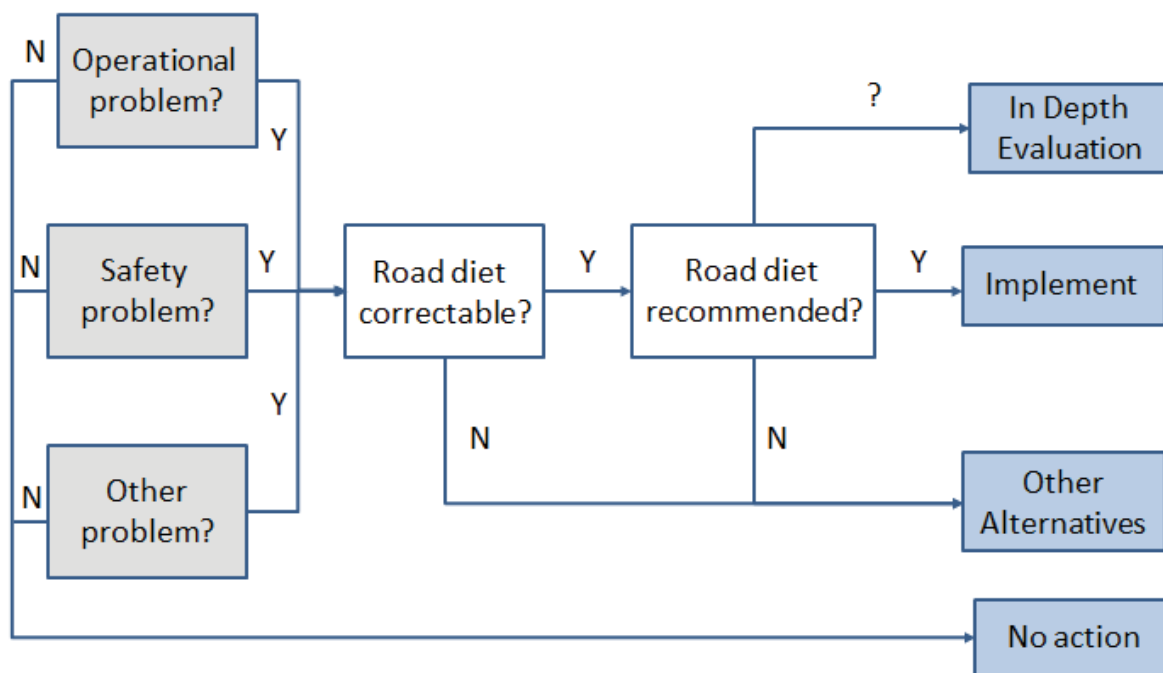 N
Operational
problem?
Y
?
In Depth
Evaluation
N
Safety
problem?
Y
Road diet
correctable?
Y
Road diet
recommended?
Y
Implement
Y
N
Other
problem?
N
N
Other
Alternatives
No action